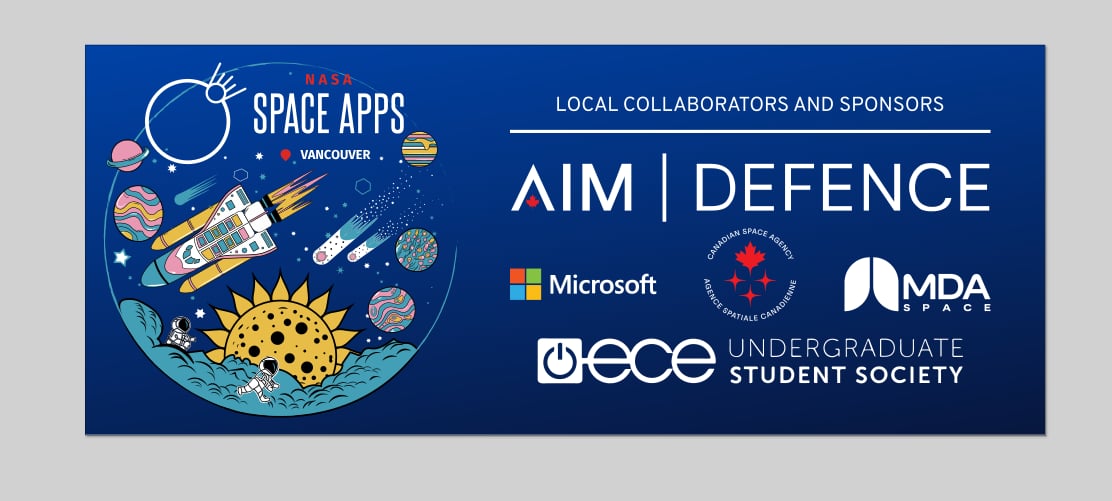 NASA
SPACE APPS
VANCOUVER
LOCAL COLLABORATORS AND SPONSORS
AIM | DEFENCE
CANADIAN SPACE AGENCY
AGENCE SPATIALE CANADIENNE
Microsoft
MDA
SPACE
ece
UNDERGRADUATE
STUDENT SOCIETY